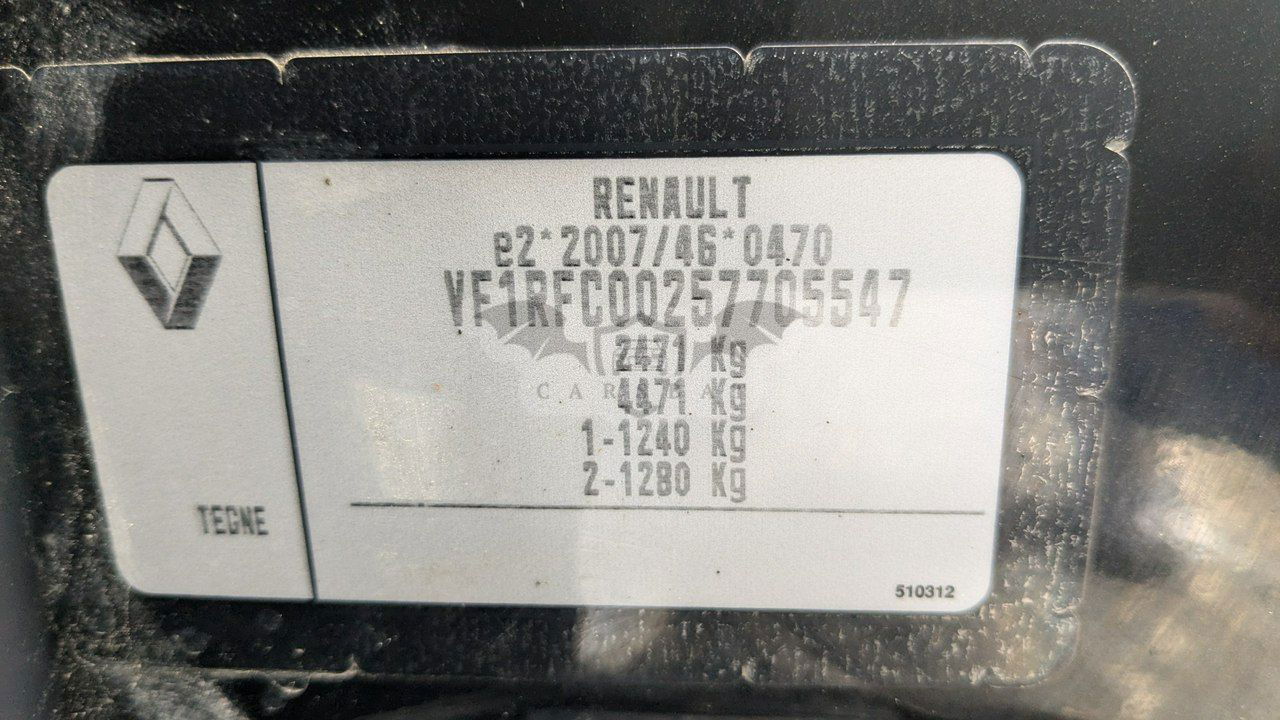 RENAULT
e2*2007/46*0470
VF1RFC00257705547
2471 Kg
4471 Kg
1-1240 Kg
2-1280 Kg
TEGNE
510312